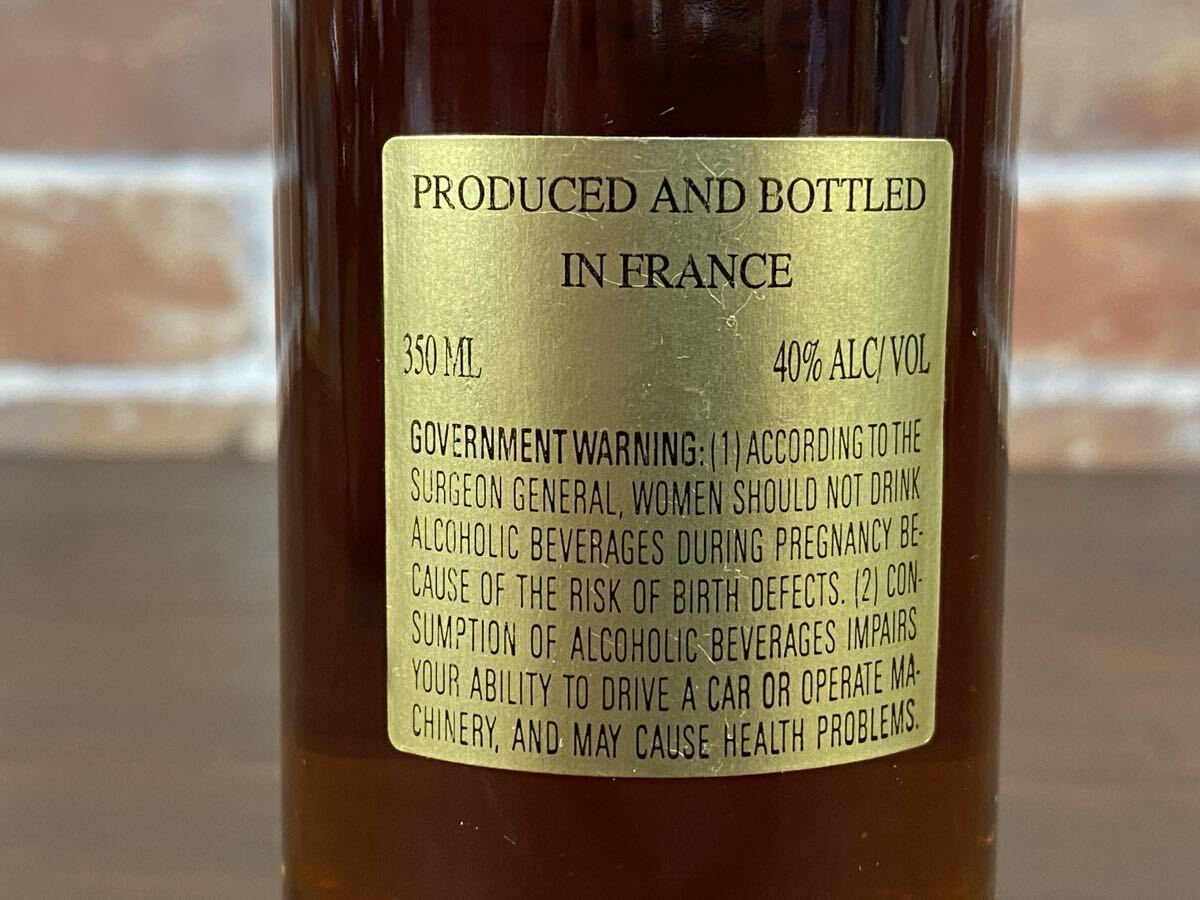 PRODUCED AND BOTTLED
IN FRANCE
350 ML 40% ALC/VOL
GOVERNMENT WARNING: (1) ACCORDING TO THE
SURGEON GENERAL, WOMEN SHOULD NOT DRINK
ALCOHOLIC BEVERAGES DURING PREGNANCY BE-
CAUSE OF THE RISK OF BIRTH DEFECTS. (2) CON-
SUMPTION OF ALCOHOLIC BEVERAGES IMPAIRS
YOUR ABILITY TO DRIVE A CAR OR OPERATE MA-
CHINERY, AND MAY CAUSE HEALTH PROBLEMS.